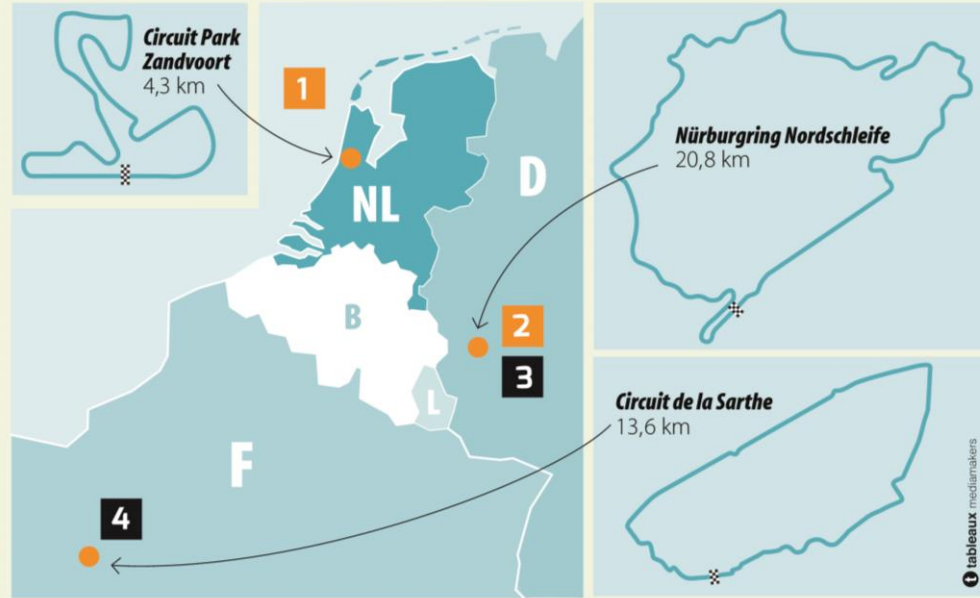 Circuit Park
Zandvoort
4,3 km
1
NL
D
B
L
F
2
3
4
Nürburgring Nordschleife
20,8 km
Circuit de la Sarthe
13,6 km
t tableaux mediamakers